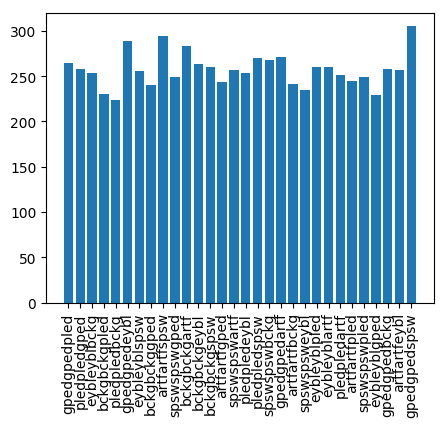 300
250
200
150
100
50
0
gpedgpedpled
pledpledgped
eybleyblbckg
bckgbckgpled
pledpledbckg
gpedgpedeybl
eybleyblspsw
bckgbckggped
artfartfspsw
spswspswgped
bckgbckgartf
bckgbckgeybl
bckgbckgspsw
artfartfgped
spswspswartf
pledpledeybl
pledpledspsw
spswspswbckg
gpedgpedartf
artfartfbckg
spswspsweybl
eybleyblpled
eybleyblartf
pledpledartf
artfartfpled
spswspswpled
eybleyblgped
gpedgpedbckg
artfartfeybl
gpedgpedspsw